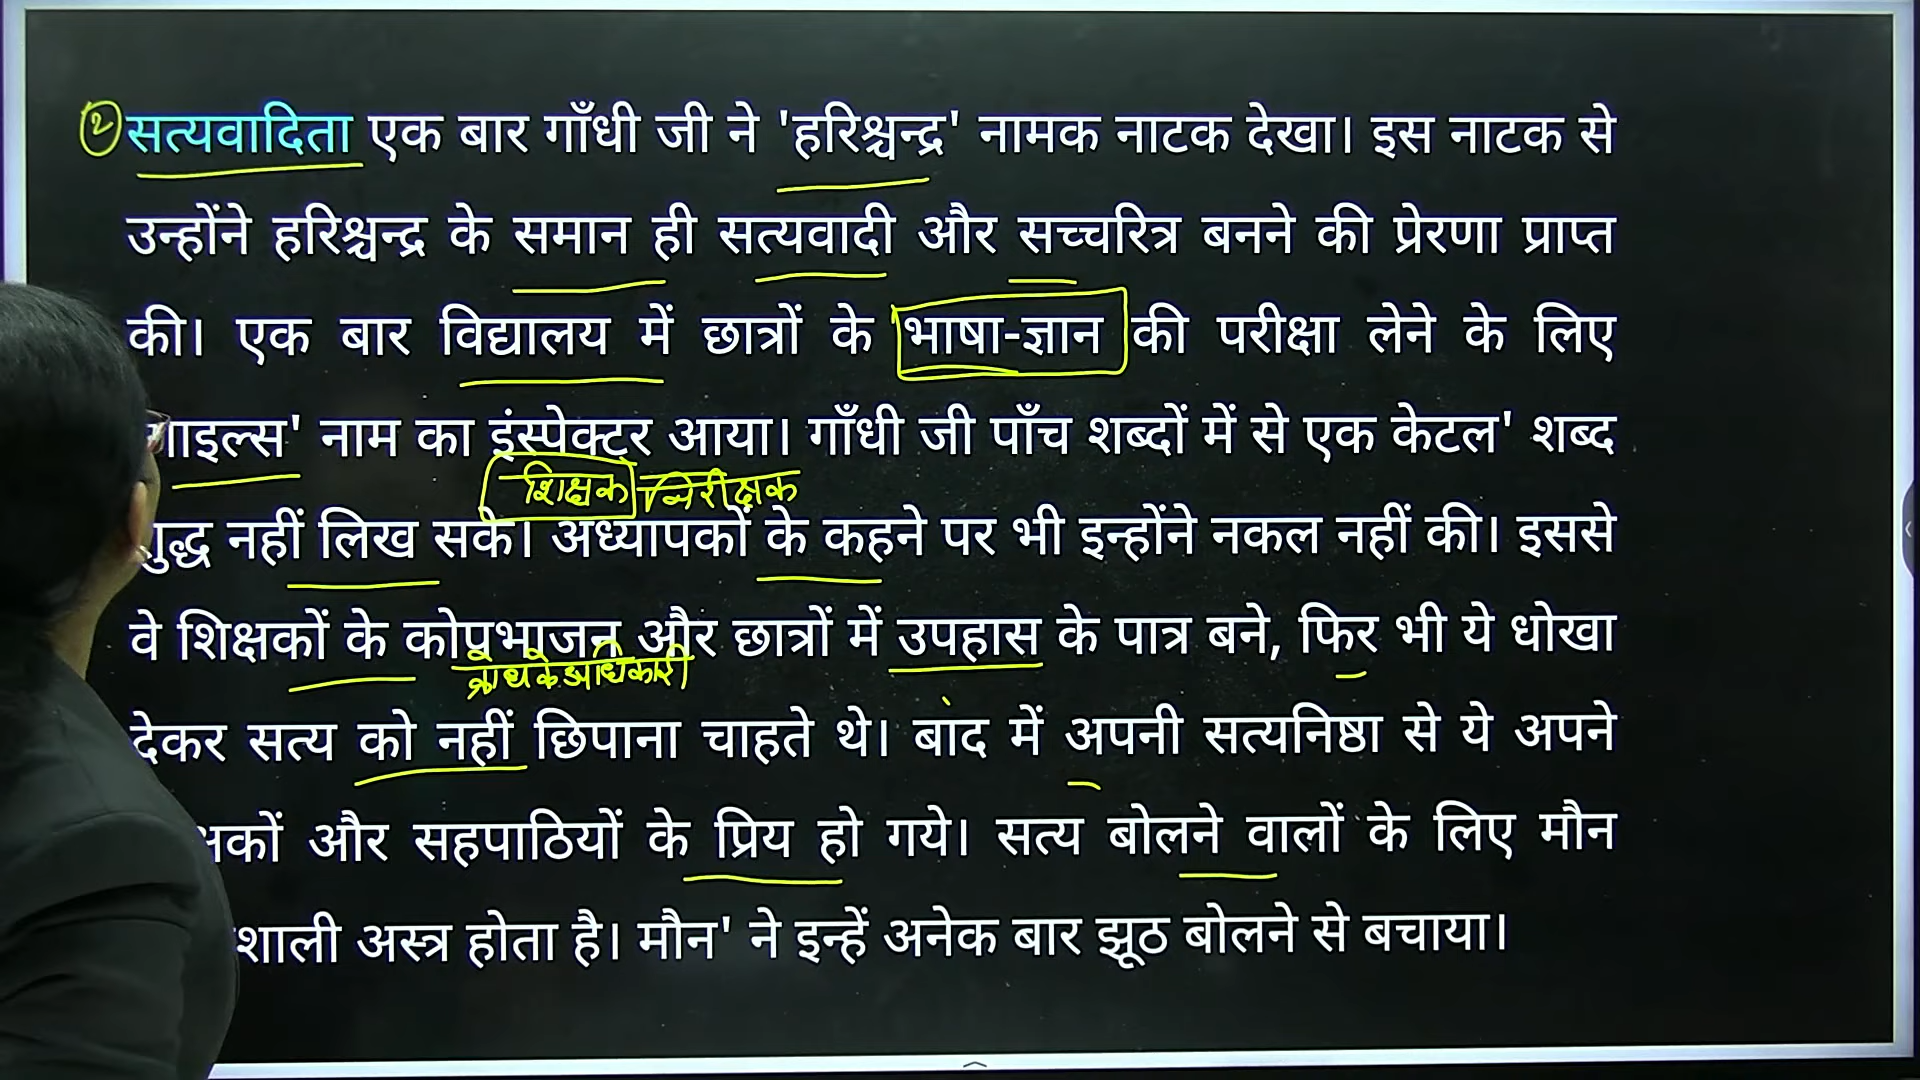 २ सत्यवादिता एक बार गाँधी जी ने 'हरिश्चन्द्र' नामक नाटक देखा। इस नाटक से
उन्होंने हरिश्चन्द्र के समान ही सत्यवादी और सच्चरित्र बनने की प्रेरणा प्राप्त
की। एक बार विद्यालय में छात्रों के भाषा-ज्ञान की परीक्षा लेने के लिए
नाम का इंस्पेक्टर आया। गाँधी जी पाँच शब्दों में से एक केटल' शब्द
शिक्षक निरीक्षक
नहीं लिख सके। अध्यापकों के कहने पर भी इन्होंने नकल नहीं की। इससे
वे शिक्षकों के कोपभाजन और छात्रों में उपहास के पात्र बने, फिर भी ये धोखा
क्रोध के अधिकारी
देकर सत्य को नहीं छिपाना चाहते थे। बाद में अपनी सत्यनिष्ठा से ये अपने
और सहपाठियों के प्रिय हो गये। सत्य बोलने वालों के लिए मौन
अस्त्र होता है। मौन' ने इन्हें अनेक बार झूठ बोलने से बचाया।